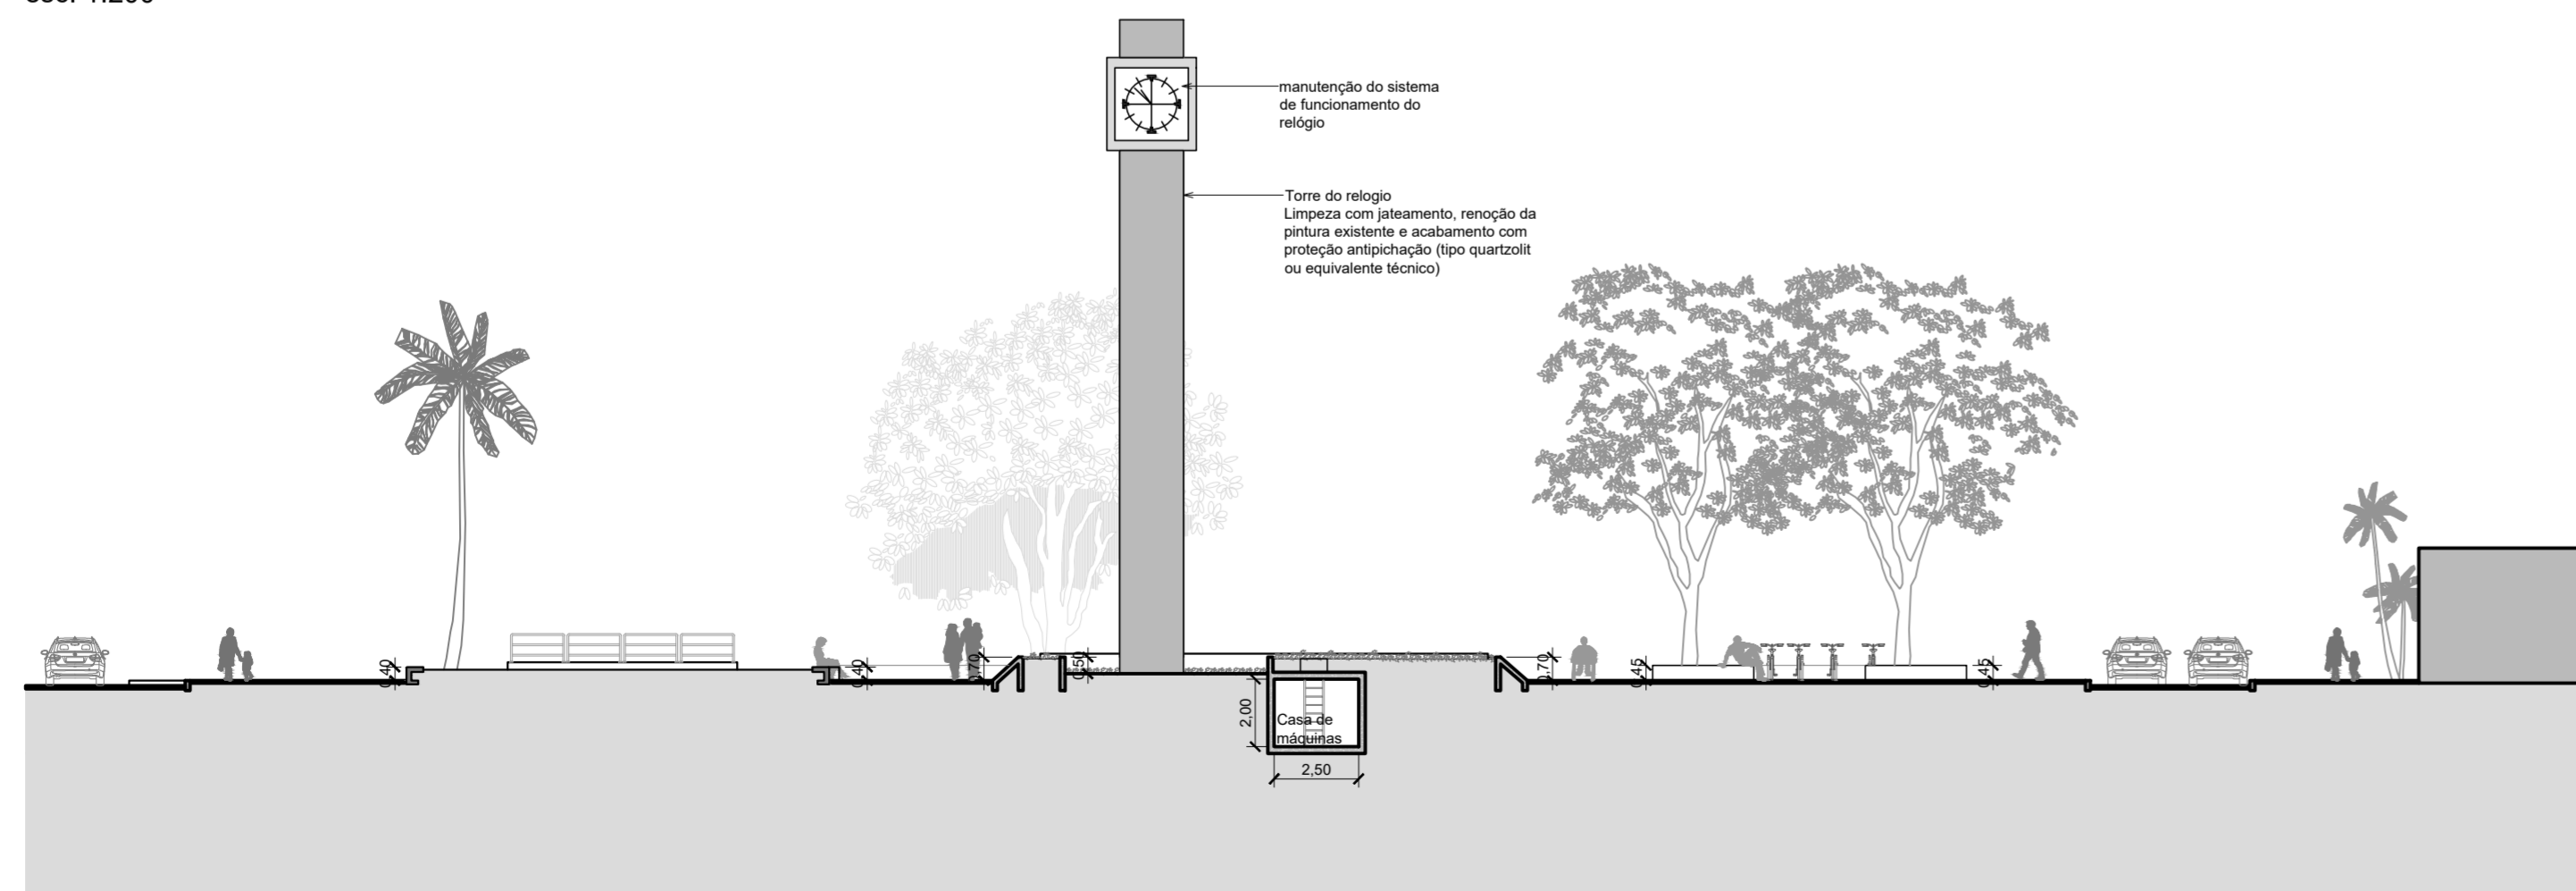 manutenção do sistema
de funcionamento do
relógio
Torre do relogio
Limpeza com jateamento, renoção da
pintura existente e acabamento com
proteção antipichação (tipo quartzolit
ou equivalente técnico)
0,40
0,40
0,70
0,50
0,70
0,45
0,45
2,00
Casa de
máquinas
2,50